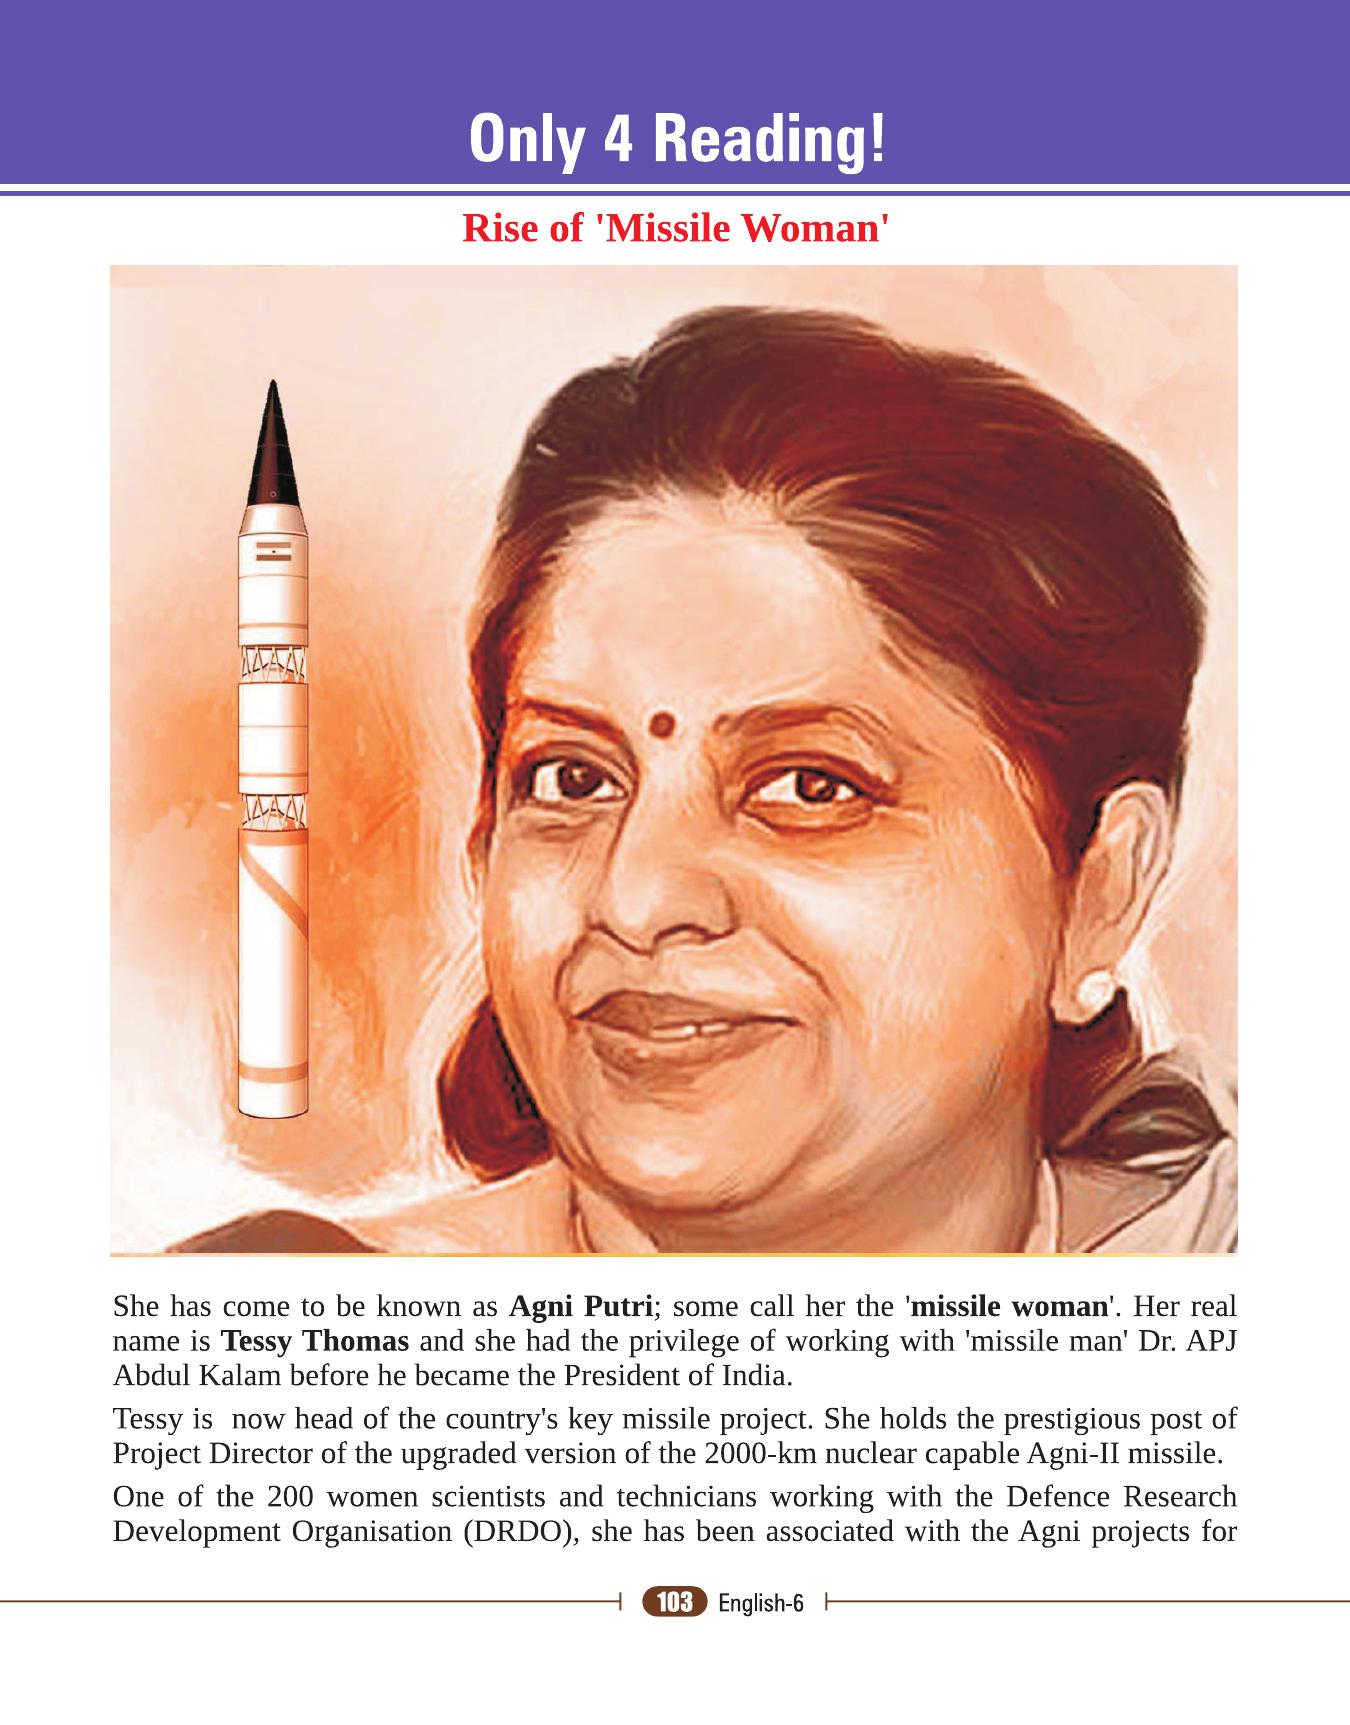 Only 4 Reading!
Rise of 'Missile Woman'
She has come to be known as Agni Putri; some call her the 'missile woman'. Her real
name is Tessy Thomas and she had the privilege of working with 'missile man' Dr. APJ
Abdul Kalam before he became the President of India.
Tessy is  now head of the country's key missile project. She holds the prestigious post of
Project Director of the upgraded version of the 2000-km nuclear capable Agni-II missile.
One of the 200 women scientists and technicians working with the Defence Research
Development Organisation (DRDO), she has been associated with the Agni projects for
103 English-6